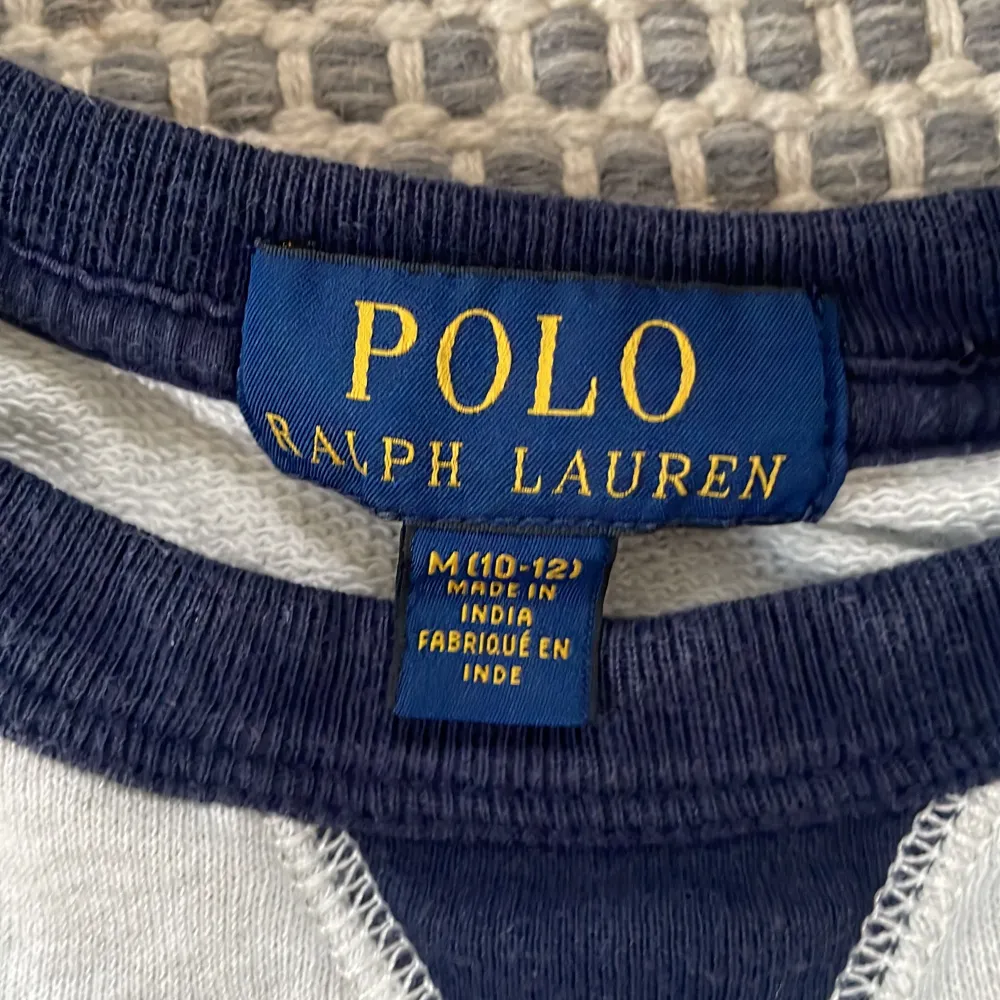 POLO
RALPH LAUREN
M (10-12)
MADE IN
INDIA
FABRIQUÉ EN
INDE